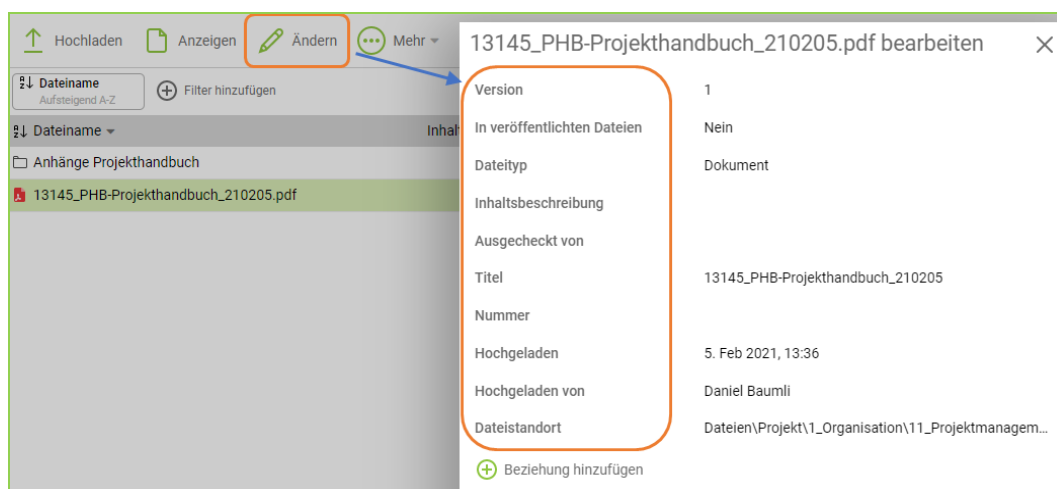 Hochladen Anzeigen Ändern Mehr
Dateiname
Aufsteigend A-Z
Filter hinzufügen
Dateiname Inhal
Anhänge Projekthandbuch
13145_PHB-Projekthandbuch_210205.pdf
13145_PHB-Projekthandbuch_210205.pdf bearbeiten
Version 1
In veröffentlichten Dateien Nein
Dateityp Dokument
Inhaltsbeschreibung
Ausgecheckt von
Titel 13145_PHB-Projekthandbuch_210205
Nummer
Hochgeladen 5. Feb 2021, 13:36
Hochgeladen von Daniel Baumli
Dateistandort Dateien\Projekt\1_Organisation\11_Projektmanagem...
Beziehung hinzufügen